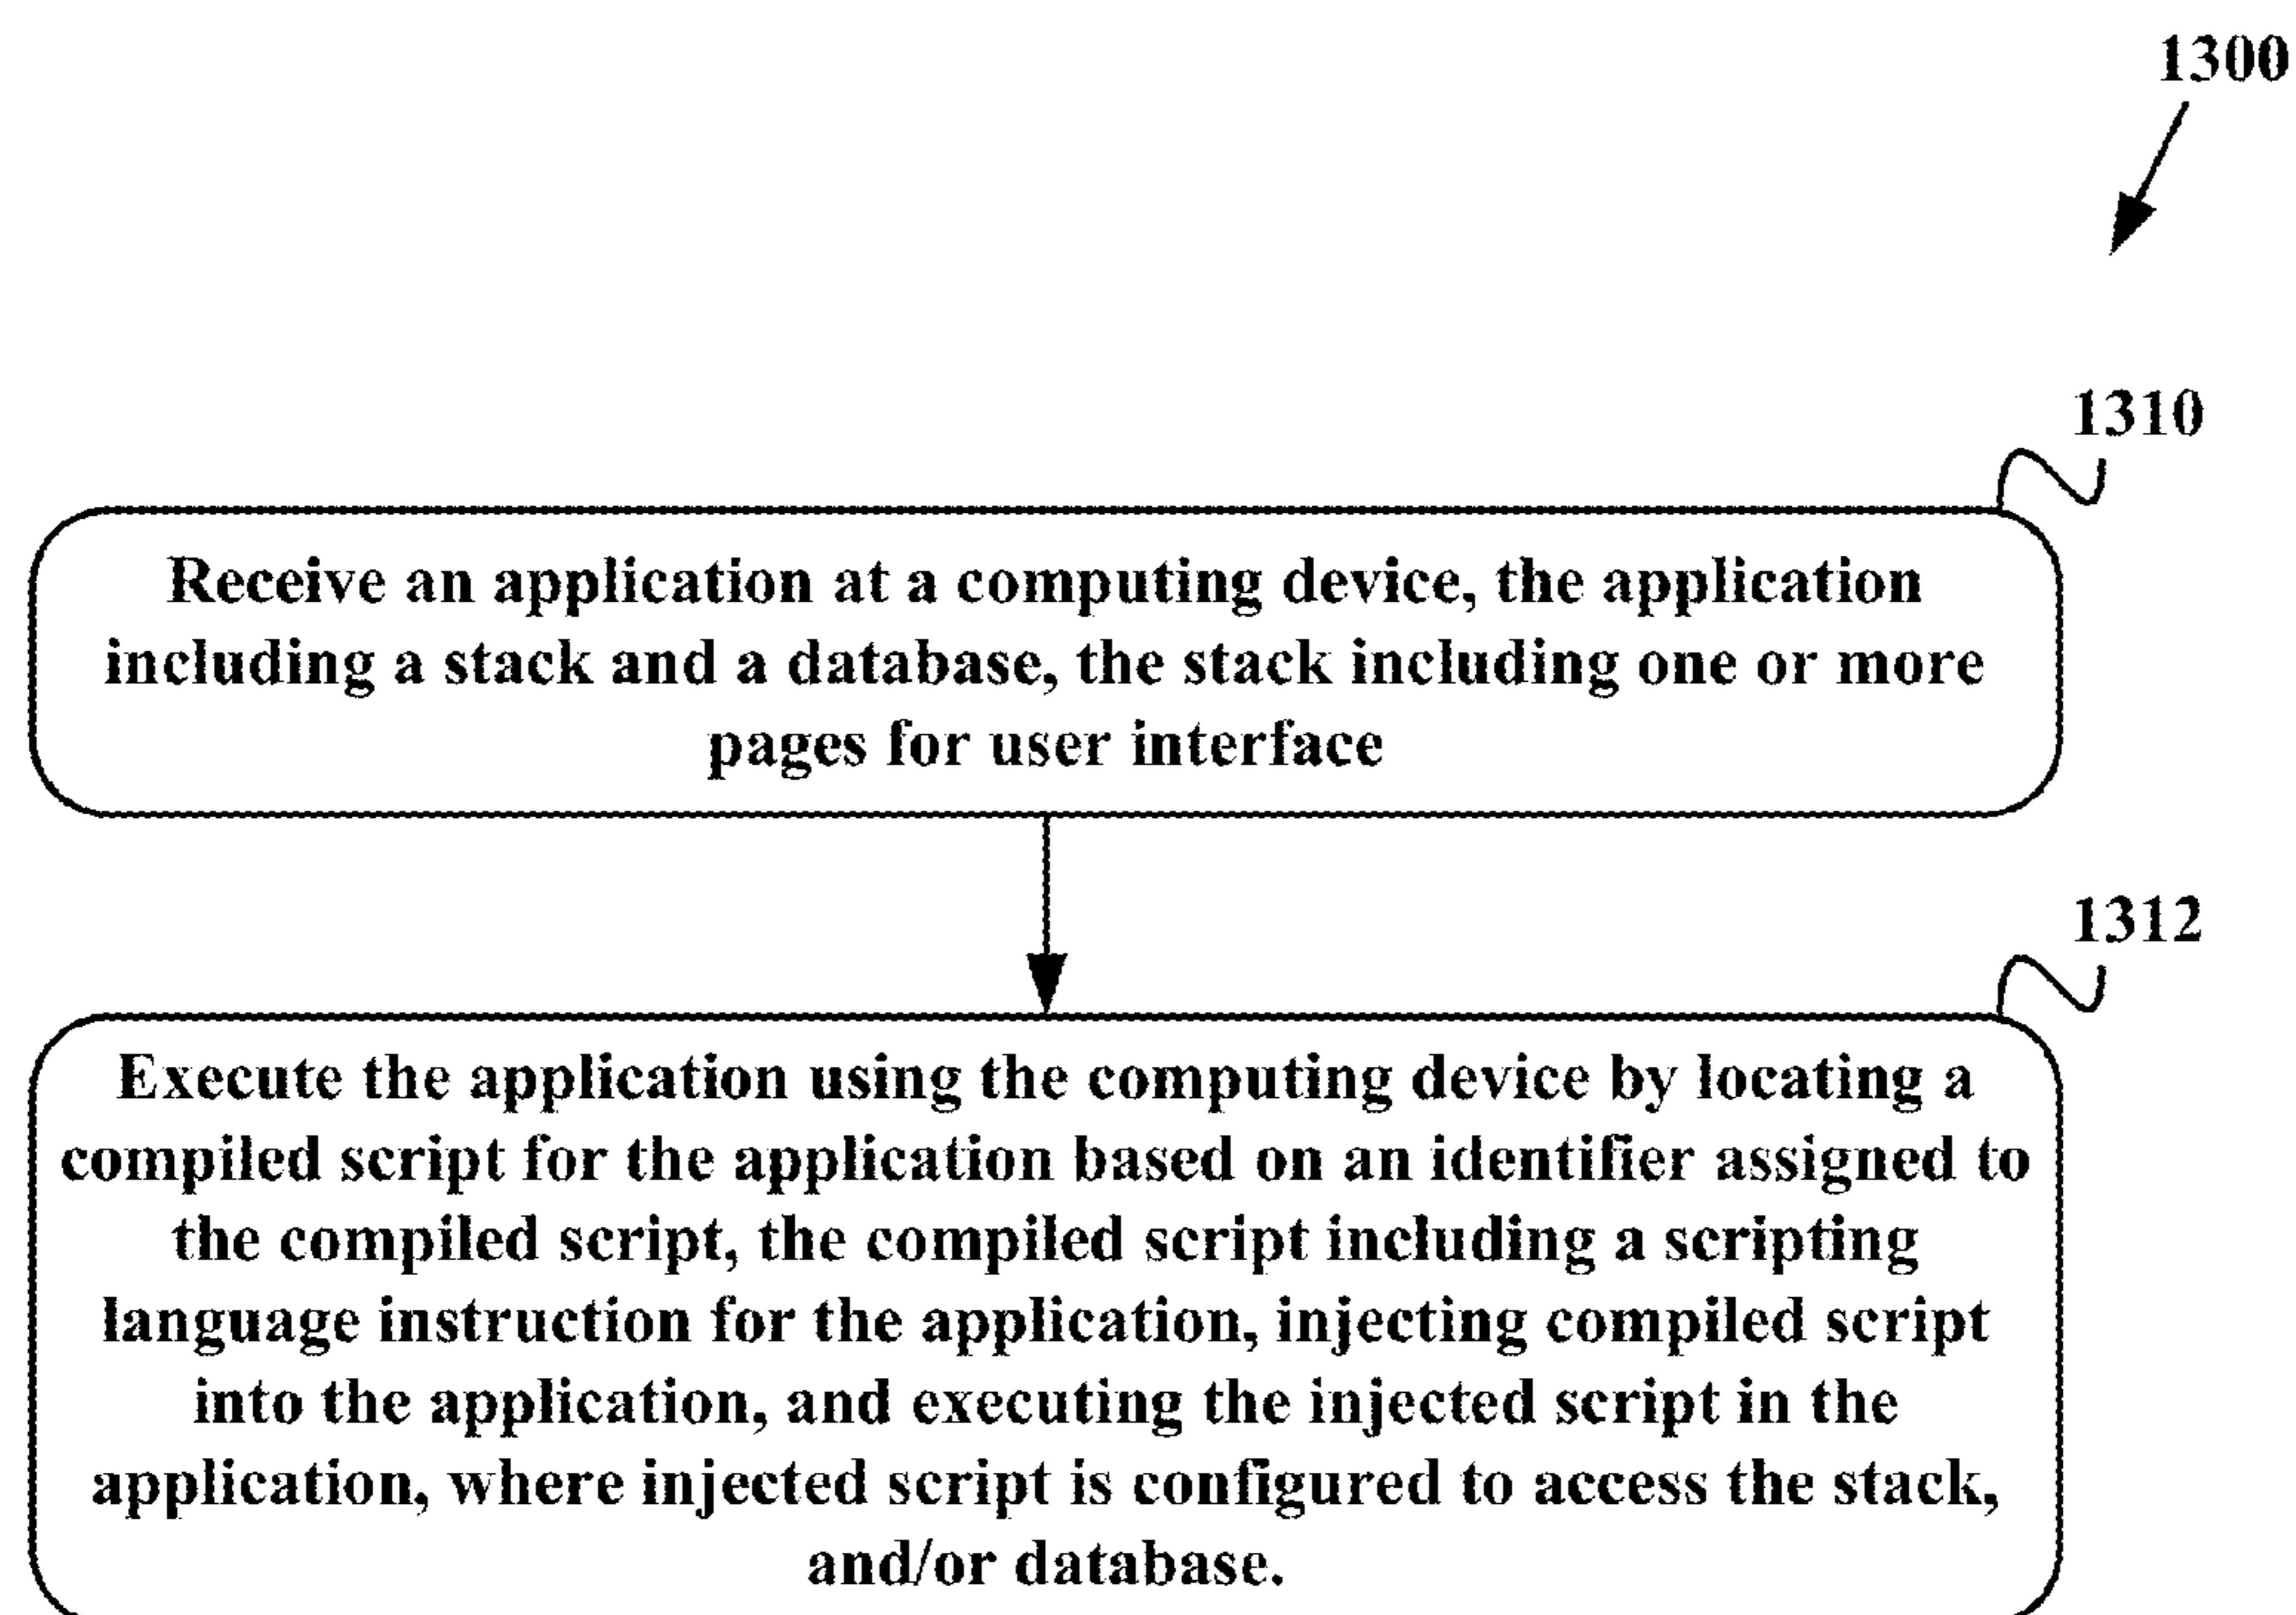 1300
1310
Receive an application at a computing device, the application
including a stack and a database, the stack including one or more
pages for user interface
1312
Execute the application using the computing device by locating a
compiled script for the application based on an identifier assigned to
the compiled script, the compiled script including a scripting
language instruction for the application, injecting compiled script
into the application, and executing the injected script in the
application, where injected script is configured to access the stack,
and/or database.